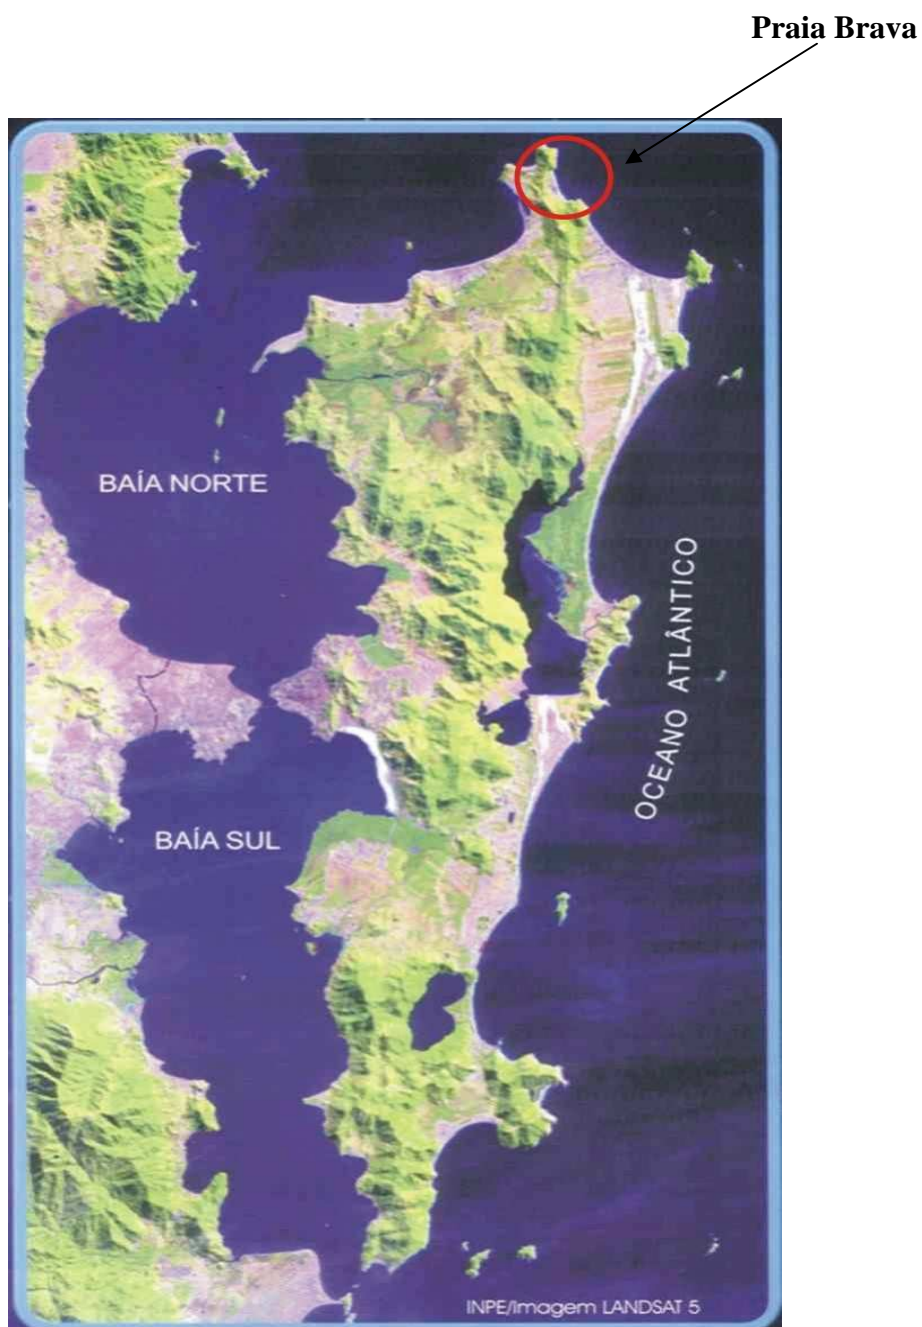 Praia Brava
BAÍA NORTE
OCEANO ATLÂNTICO
BAÍA SUL
INPE/Imagem LANDSAT 5